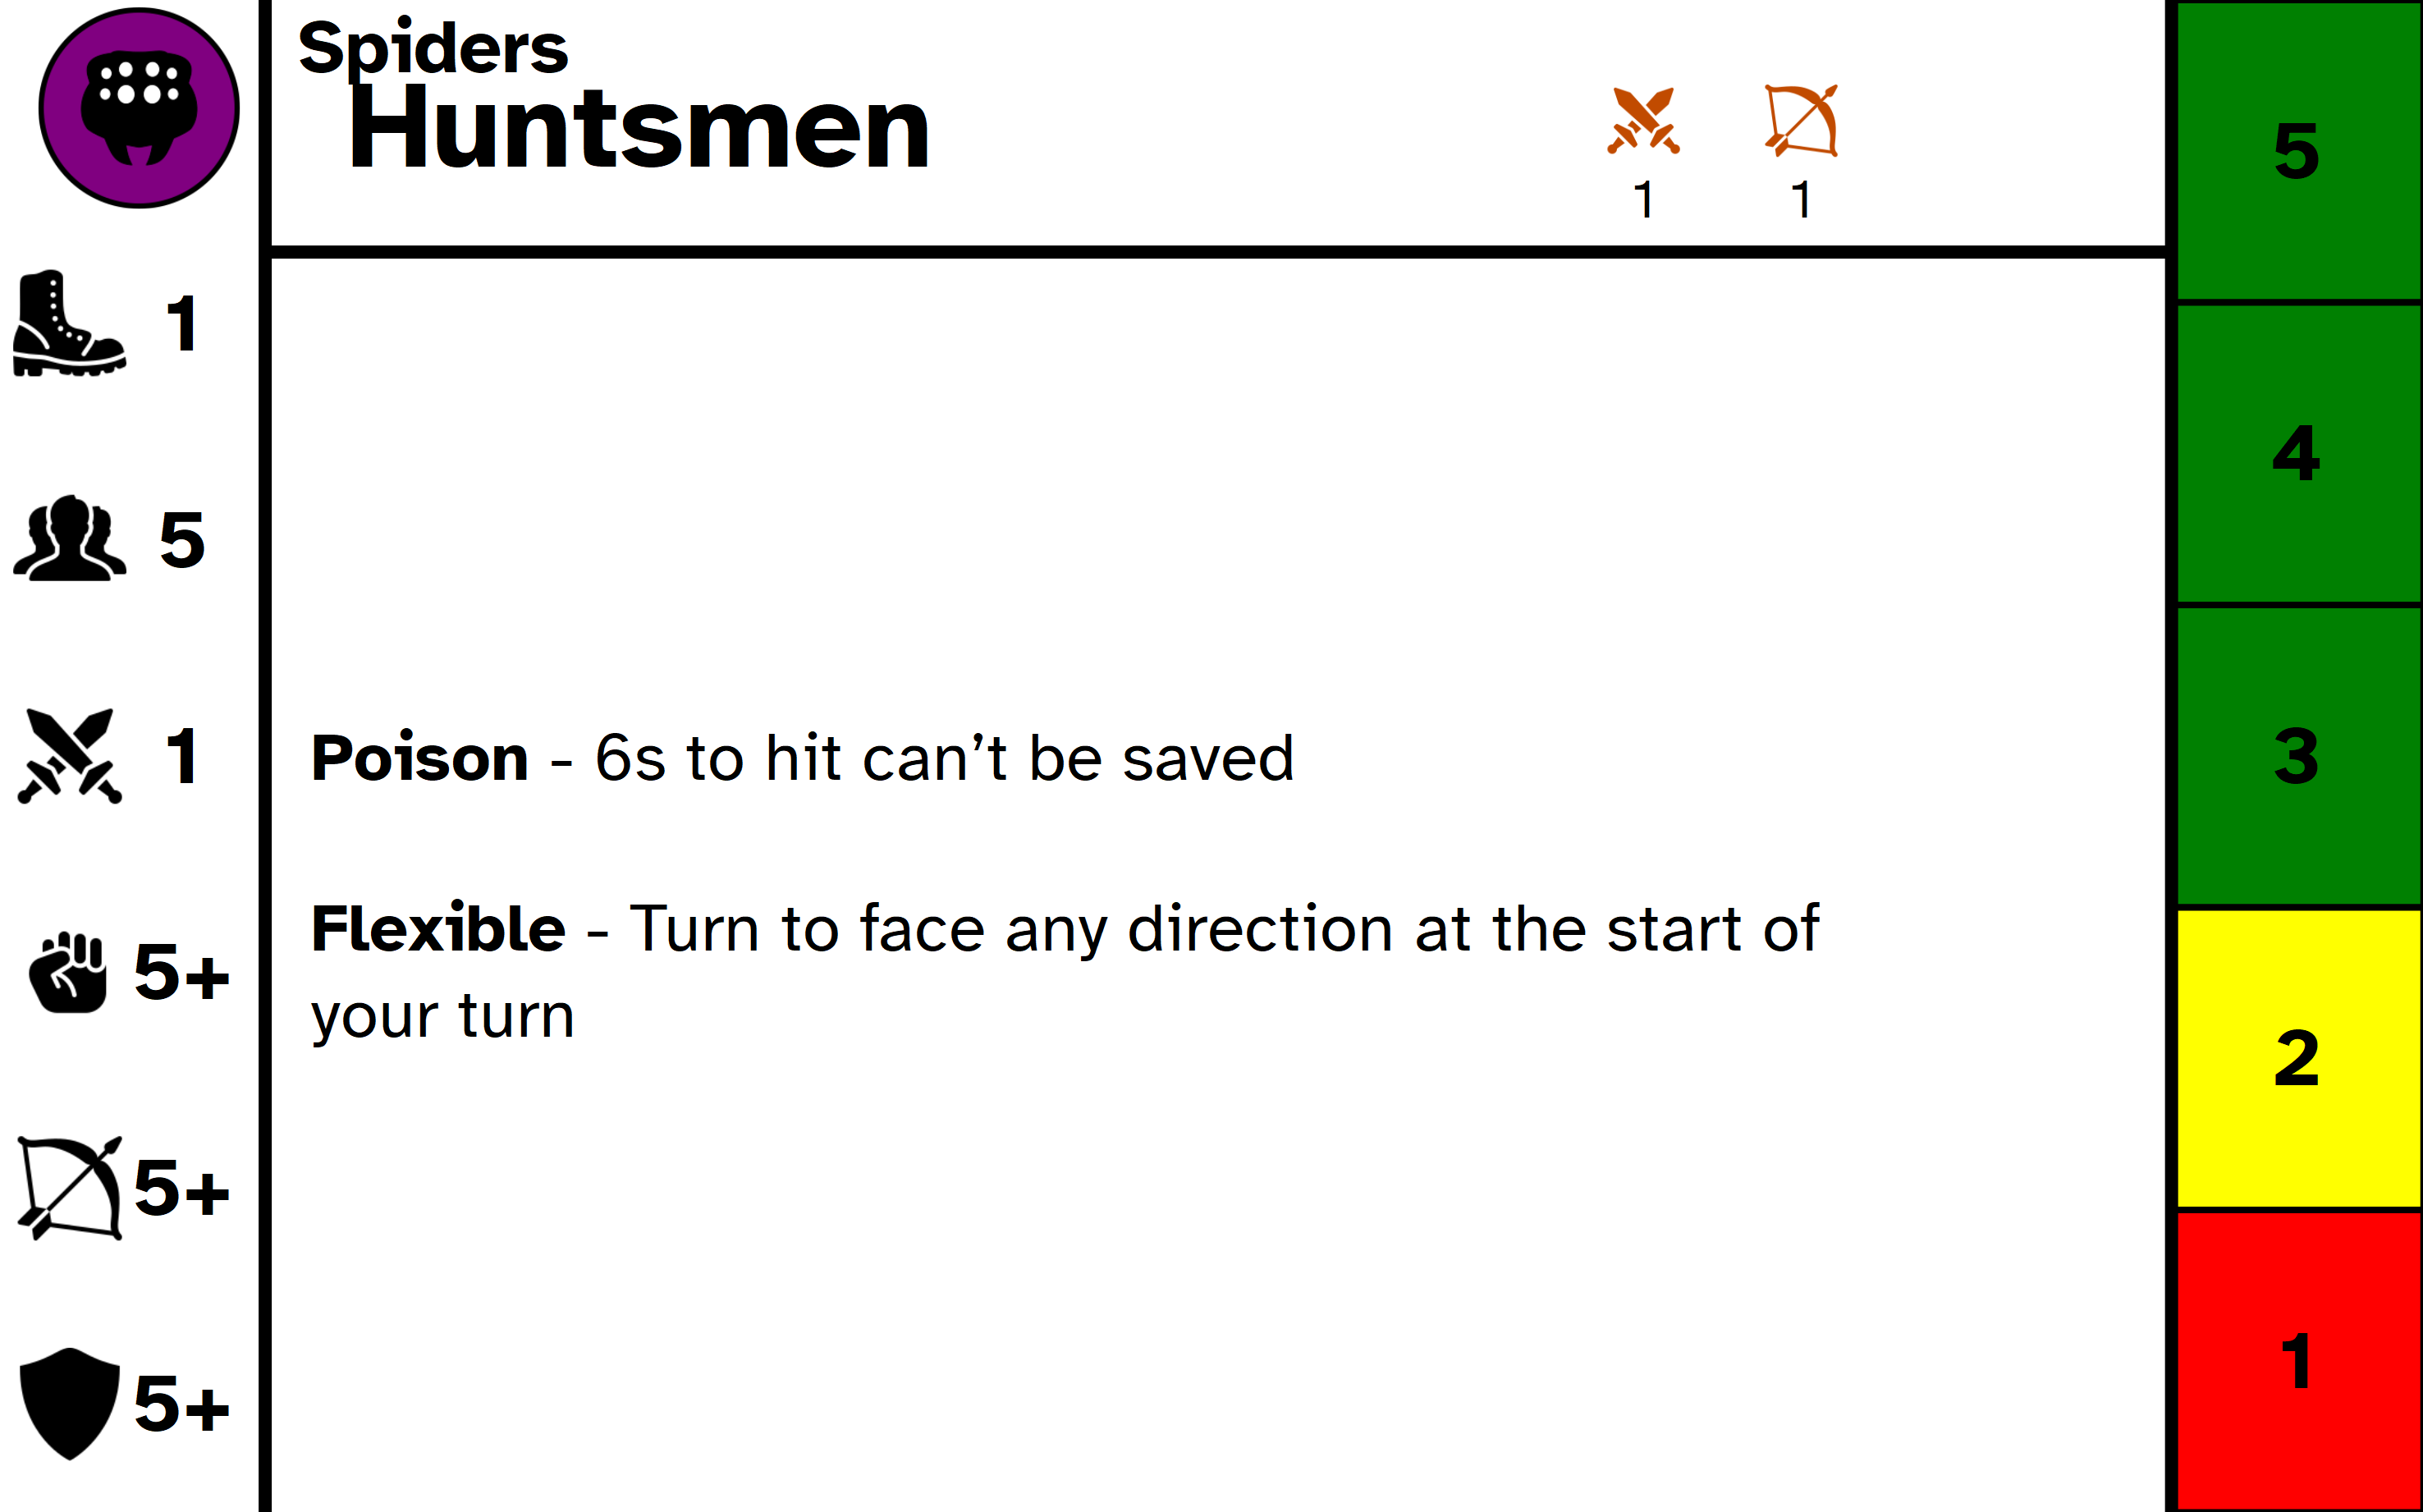 Spiders
Huntsmen
1 1
1
5
1
5+
5+
5+
Poison - 6s to hit can’t be saved
Flexible - Turn to face any direction at the start of
your turn
5
4
3
2
1